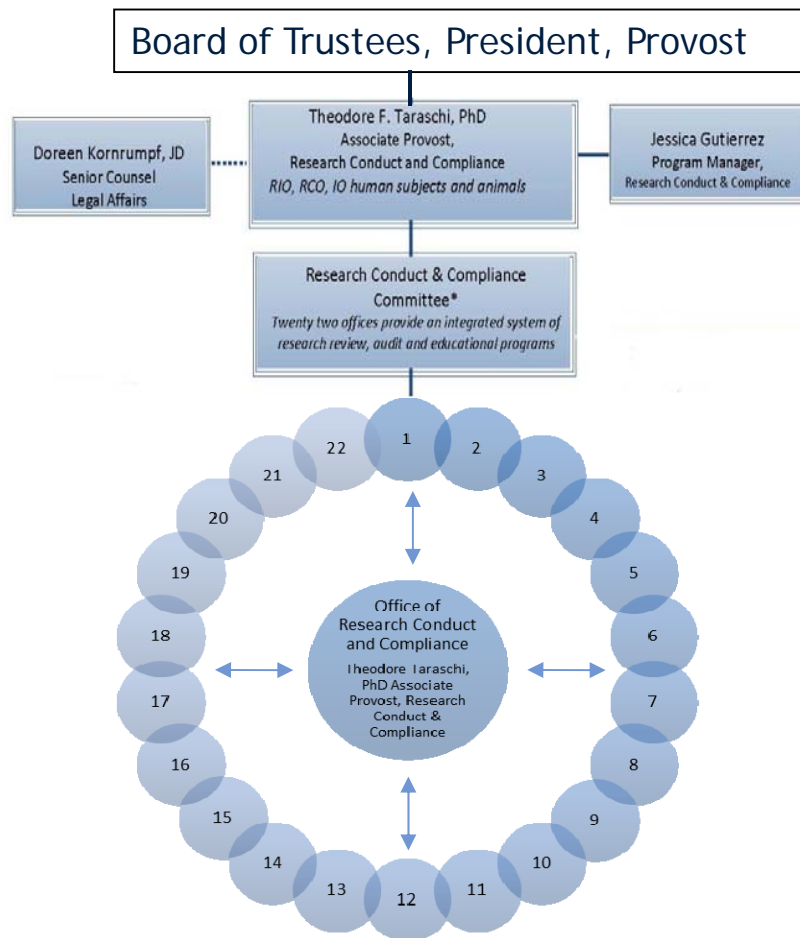 Board of Trustees, President, Provost
Theodore F. Taraschi, PhD
Associate Provost,
Research Conduct and Compliance
RIO, RCO, IO human subjects and animals
Doreen Kornrumpf, JD
Senior Counsel
Legal Affairs
Jessica Gutierrez
Program Manager,
Research Conduct & Compliance
Research Conduct & Compliance
Committee*
Twenty two offices provide an integrated system of
research review, audit and educational programs
1
2
3
4
5
6
7
8
9
10
11
12
13
14
15
16
17
18
19
20
21
22
Office of
Research Conduct
and Compliance
Theodore Taraschi,
PhD Associate
Provost, Research
Conduct &
Compliance